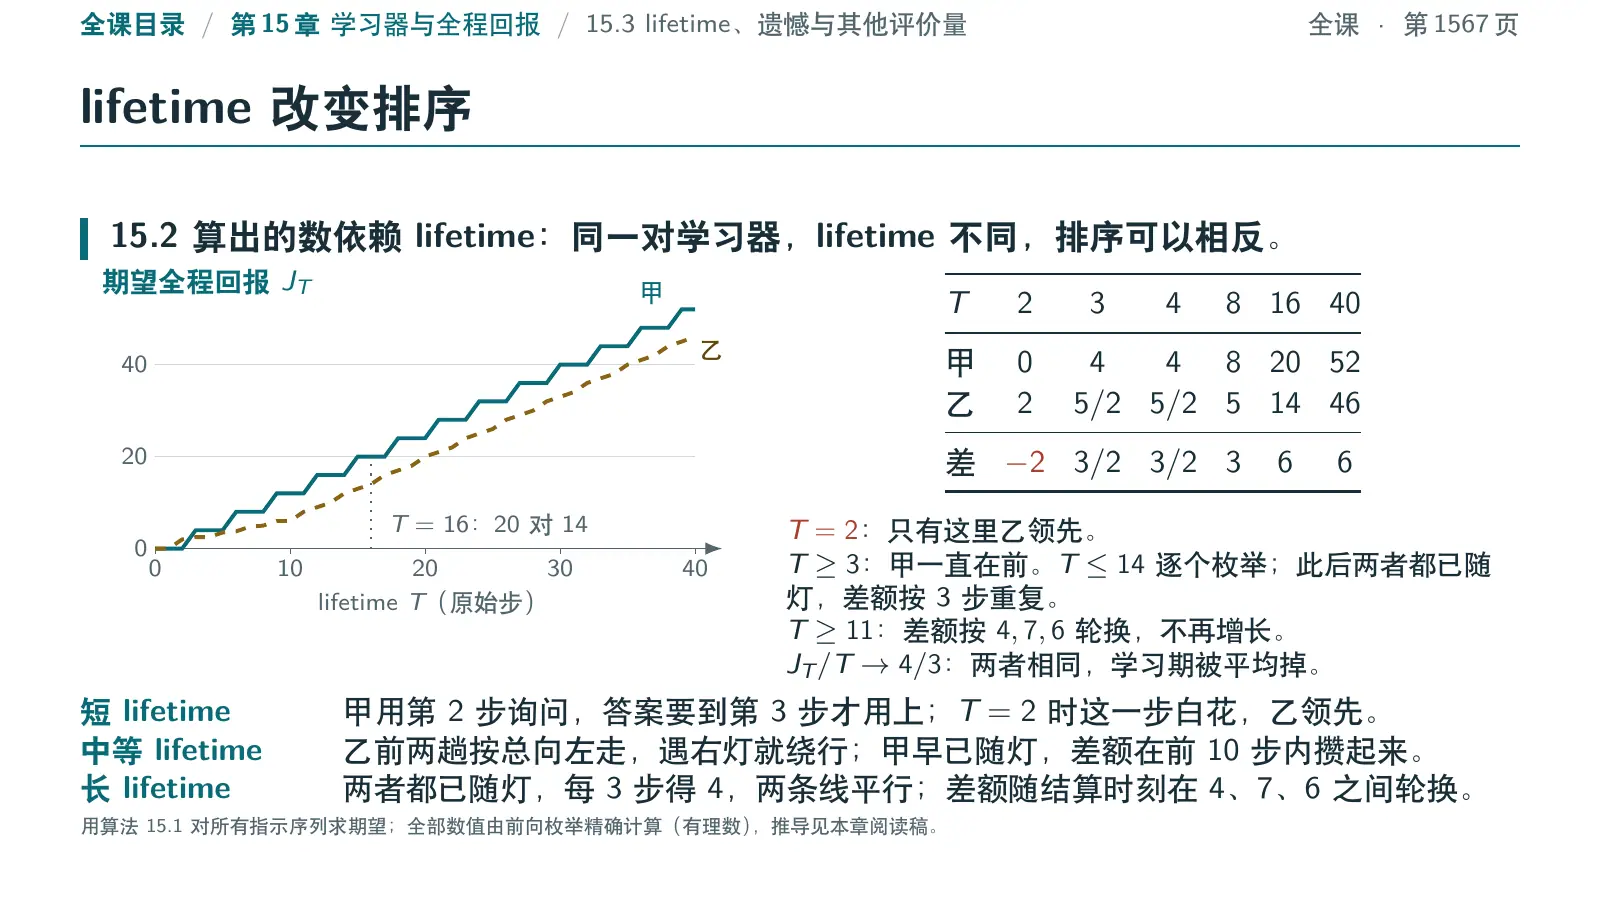 全课目录 / 第 15 章 学习器与全程回报 / 15.3 lifetime、遗憾与其他评价量 全课 · 第 1567 页
lifetime 改变排序
15.2 算出的数依赖 lifetime：同一对学习器，lifetime 不同，排序可以相反。
期望全程回报 J_T
甲
乙
40
20
0
T = 16：20 对 14
0 10 20 30 40
lifetime T（原始步）
T 2 3 4 8 16 40
甲 0 4 4 8 20 52
乙 2 5/2 5/2 5 14 46
差 −2 3/2 3/2 3 6 6
T = 2：只有这里乙领先。
T ≥ 3：甲一直在前。T ≤ 14 逐个枚举；此后两者都已随
灯，差额按 3 步重复。
T ≥ 11：差额按 4, 7, 6 轮换，不再增长。
J_T/T → 4/3：两者相同，学习期被平均掉。
短 lifetime 甲用第 2 步询问，答案要到第 3 步才用上；T = 2 时这一步白花，乙领先。
中等 lifetime 乙前两趟按总向左走，遇右灯就绕行；甲早已随灯，差额在前 10 步内攒起来。
长 lifetime 两者都已随灯，每 3 步得 4，两条线平行；差额随结算时刻在 4、7、6 之间轮换。
用算法 15.1 对所有指示序列求期望；全部数值由前向枚举精确计算（有理数），推导见本章阅读稿。